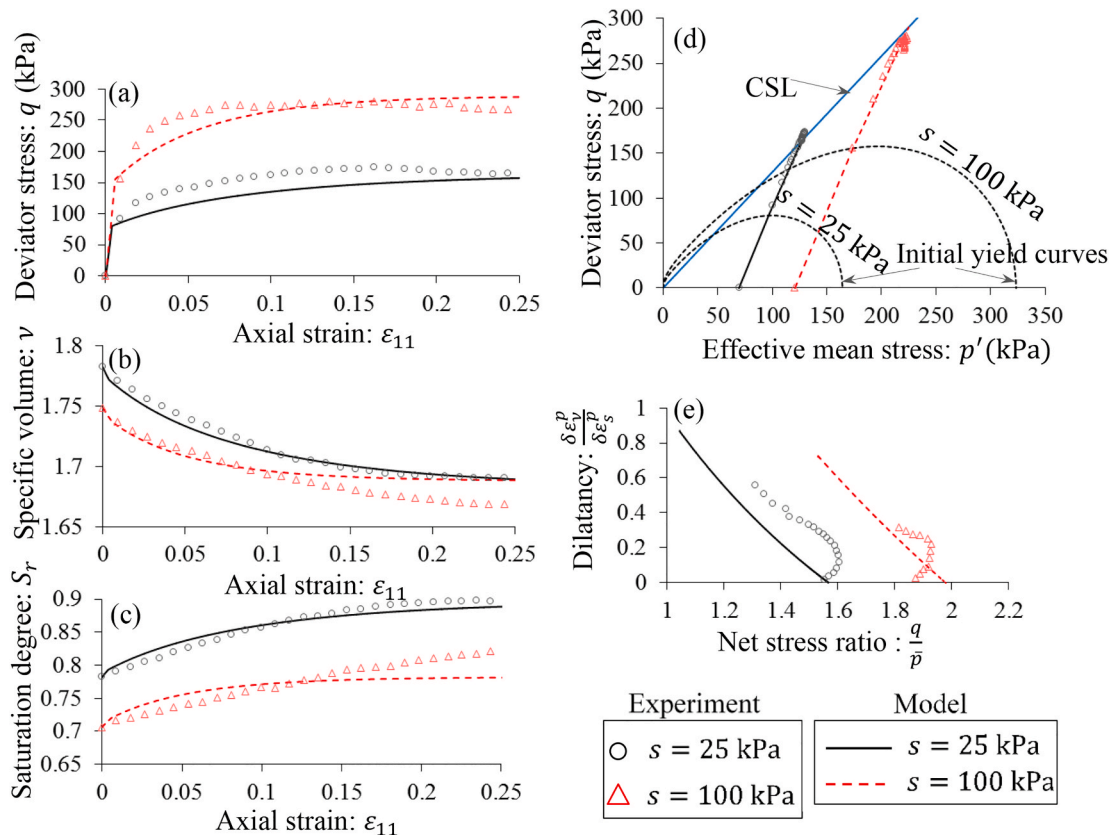 (a)
Deviator stress: q (kPa)
300
250
200
150
100
50
0
0 0.05 0.1 0.15 0.2 0.25
Axial strain: ε₁₁
(b)
Specific volume: ν
1.8
1.75
1.7
1.65
0 0.05 0.1 0.15 0.2 0.25
Axial strain: ε₁₁
(c)
Saturation degree: Sᵣ
0.9
0.85
0.8
0.75
0.7
0.65
0 0.05 0.1 0.15 0.2 0.25
Axial strain: ε₁₁
(d)
Deviator stress: q (kPa)
300
250
200
150
100
50
0
CSL
s = 100 kPa
s = 25 kPa
Initial yield curves
0 50 100 150 200 250 300 350
Effective mean stress: p′(kPa)
(e)
Dilatancy: δεᵥᵖ/δεₛᵖ
1
0.8
0.6
0.4
0.2
0
1 1.2 1.4 1.6 1.8 2 2.2
Net stress ratio : q/p̄
Experiment
s = 25 kPa
s = 100 kPa
Model
s = 25 kPa
s = 100 kPa